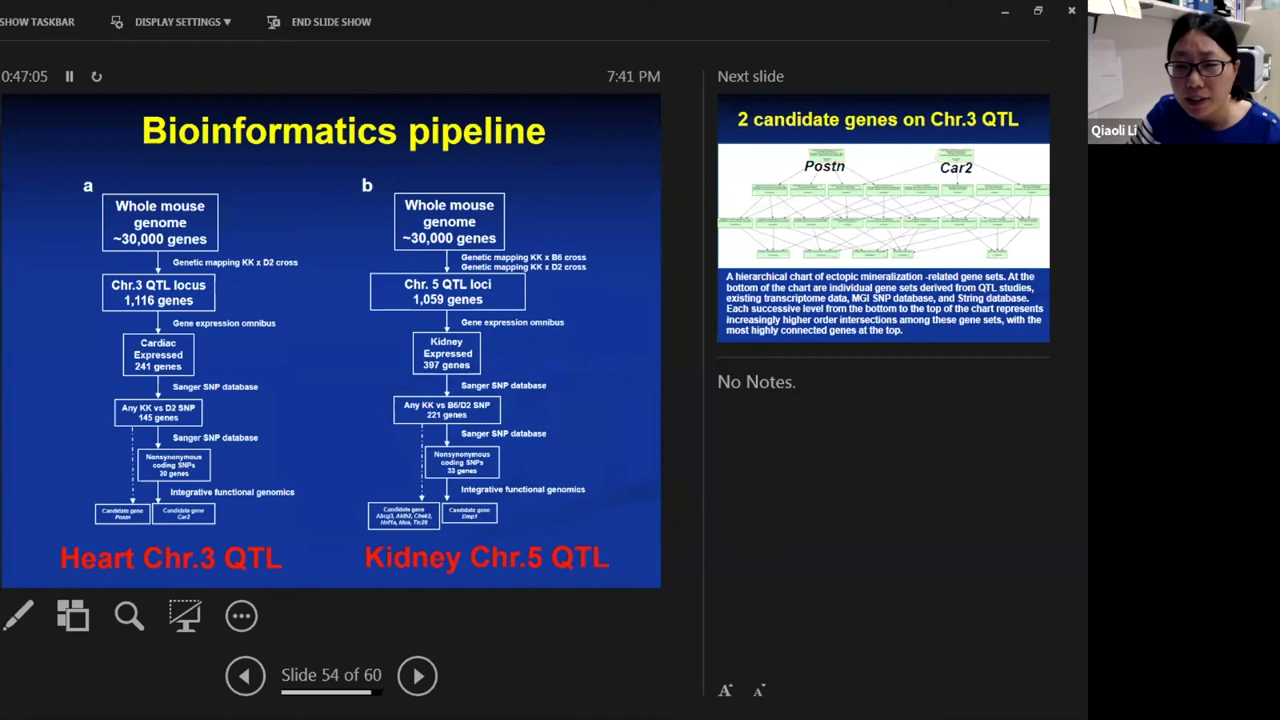 SHOW TASKBAR
DISPLAY SETTINGS ▼
END SLIDE SHOW
0:47:05
7:41 PM
Bioinformatics pipeline
a
Whole mouse
genome
~30,000 genes
Genetic mapping KK x D2 cross
Chr.3 QTL locus
1,116 genes
Gene expression omnibus
Cardiac
Expressed
241 genes
Sanger SNP database
Any KK vs D2 SNP
145 genes
Sanger SNP database
Nonsynonymous
coding SNPs
30 genes
Integrative functional genomics
Candidate gene
Postn
Candidate gene
Car2
Heart Chr.3 QTL
b
Whole mouse
genome
~30,000 genes
Genetic mapping KK x B6 cross
Genetic mapping KK x D2 cross
Chr. 5 QTL loci
1,059 genes
Gene expression omnibus
Kidney
Expressed
397 genes
Sanger SNP database
Any KK vs B6/D2 SNP
221 genes
Sanger SNP database
Nonsynonymous
coding SNPs
33 genes
Integrative functional genomics
Candidate gene
Abcg3, Aldh2, Chek2,
Candidate gene
Dmp1
Kidney Chr.5 QTL
Slide 54 of 60
Next slide
2 candidate genes on Chr.3 QTL
Postn
Car2
A hierarchical chart of ectopic mineralization -related gene sets. At the
bottom of the chart are individual gene sets derived from QTL studies,
existing transcriptome data, MGI SNP database, and String database.
Each successive level from the bottom to the top of the chart represents
increasingly higher order intersections among these gene sets, with the
most highly connected genes at the top.
No Notes.
A
A
Qiaoli Li